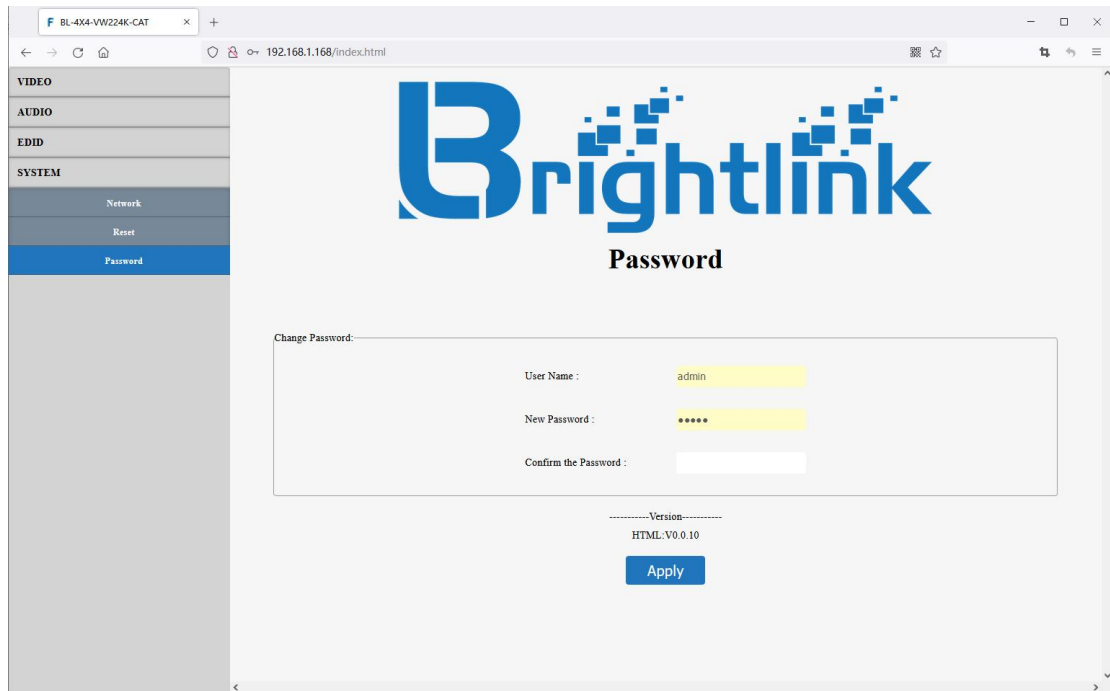 BL-4X4-VW224K-CAT
192.168.1.168/index.html
VIDEO
AUDIO
EDID
SYSTEM
Network
Reset
Password
Brightlink
Password
Change Password:
User Name :
admin
New Password :
•••••
Confirm the Password :
-----------Version-----------
HTML:V0.0.10
Apply